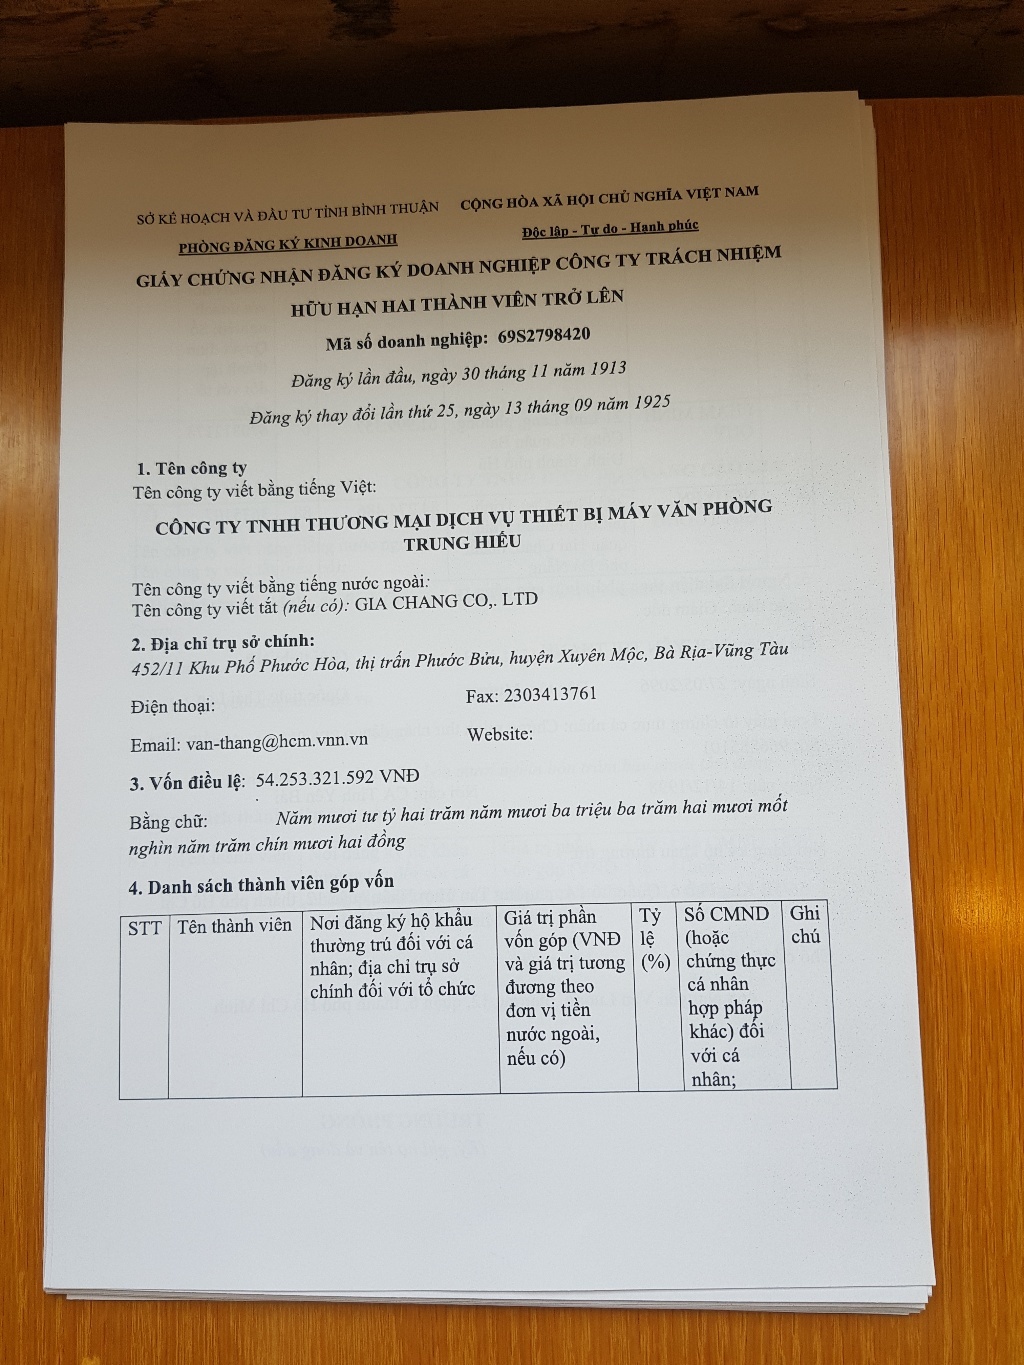 SỞ KẾ HOẠCH VÀ ĐẦU TƯ TỈNH BÌNH THUẬN
PHÒNG ĐĂNG KÝ KINH DOANH
CỘNG HÒA XÃ HỘI CHỦ NGHĨA VIỆT NAM
Độc lập - Tự do - Hạnh phúc
GIẤY CHỨNG NHẬN ĐĂNG KÝ DOANH NGHIỆP CÔNG TY TRÁCH NHIỆM
HỮU HẠN HAI THÀNH VIÊN TRỞ LÊN
Mã số doanh nghiệp: 69S2798420
Đăng ký lần đầu, ngày 30 tháng 11 năm 1913
Đăng ký thay đổi lần thứ 25, ngày 13 tháng 09 năm 1925
1. Tên công ty
Tên công ty viết bằng tiếng Việt:
CÔNG TY TNHH THƯƠNG MẠI DỊCH VỤ THIẾT BỊ MÁY VĂN PHÒNG
TRUNG HIẾU
Tên công ty viết bằng tiếng nước ngoài:
Tên công ty viết tắt (nếu có): GIA CHANG CO,. LTD
2. Địa chỉ trụ sở chính:
452/11 Khu Phố Phước Hòa, thị trấn Phước Bửu, huyện Xuyên Mộc, Bà Rịa-Vũng Tàu
Điện thoại:
Fax: 2303413761
Email: van-thang@hcm.vnn.vn
Website:
3. Vốn điều lệ: 54.253.321.592 VNĐ
Bằng chữ: Năm mươi tư tỷ hai trăm năm mươi ba triệu ba trăm hai mươi mốt
nghìn năm trăm chín mươi hai đồng
4. Danh sách thành viên góp vốn
STT
Tên thành viên
Nơi đăng ký hộ khẩu
thường trú đối với cá
nhân; địa chỉ trụ sở
chính đối với tổ chức
Giá trị phần
vốn góp (VNĐ
và giá trị tương
đương theo
đơn vị tiền
nước ngoài,
nếu có)
Tỷ
lệ
(%)
Số CMND
(hoặc
chứng thực
cá nhân
hợp pháp
khác) đối
với cá
nhân;
Ghi
chú